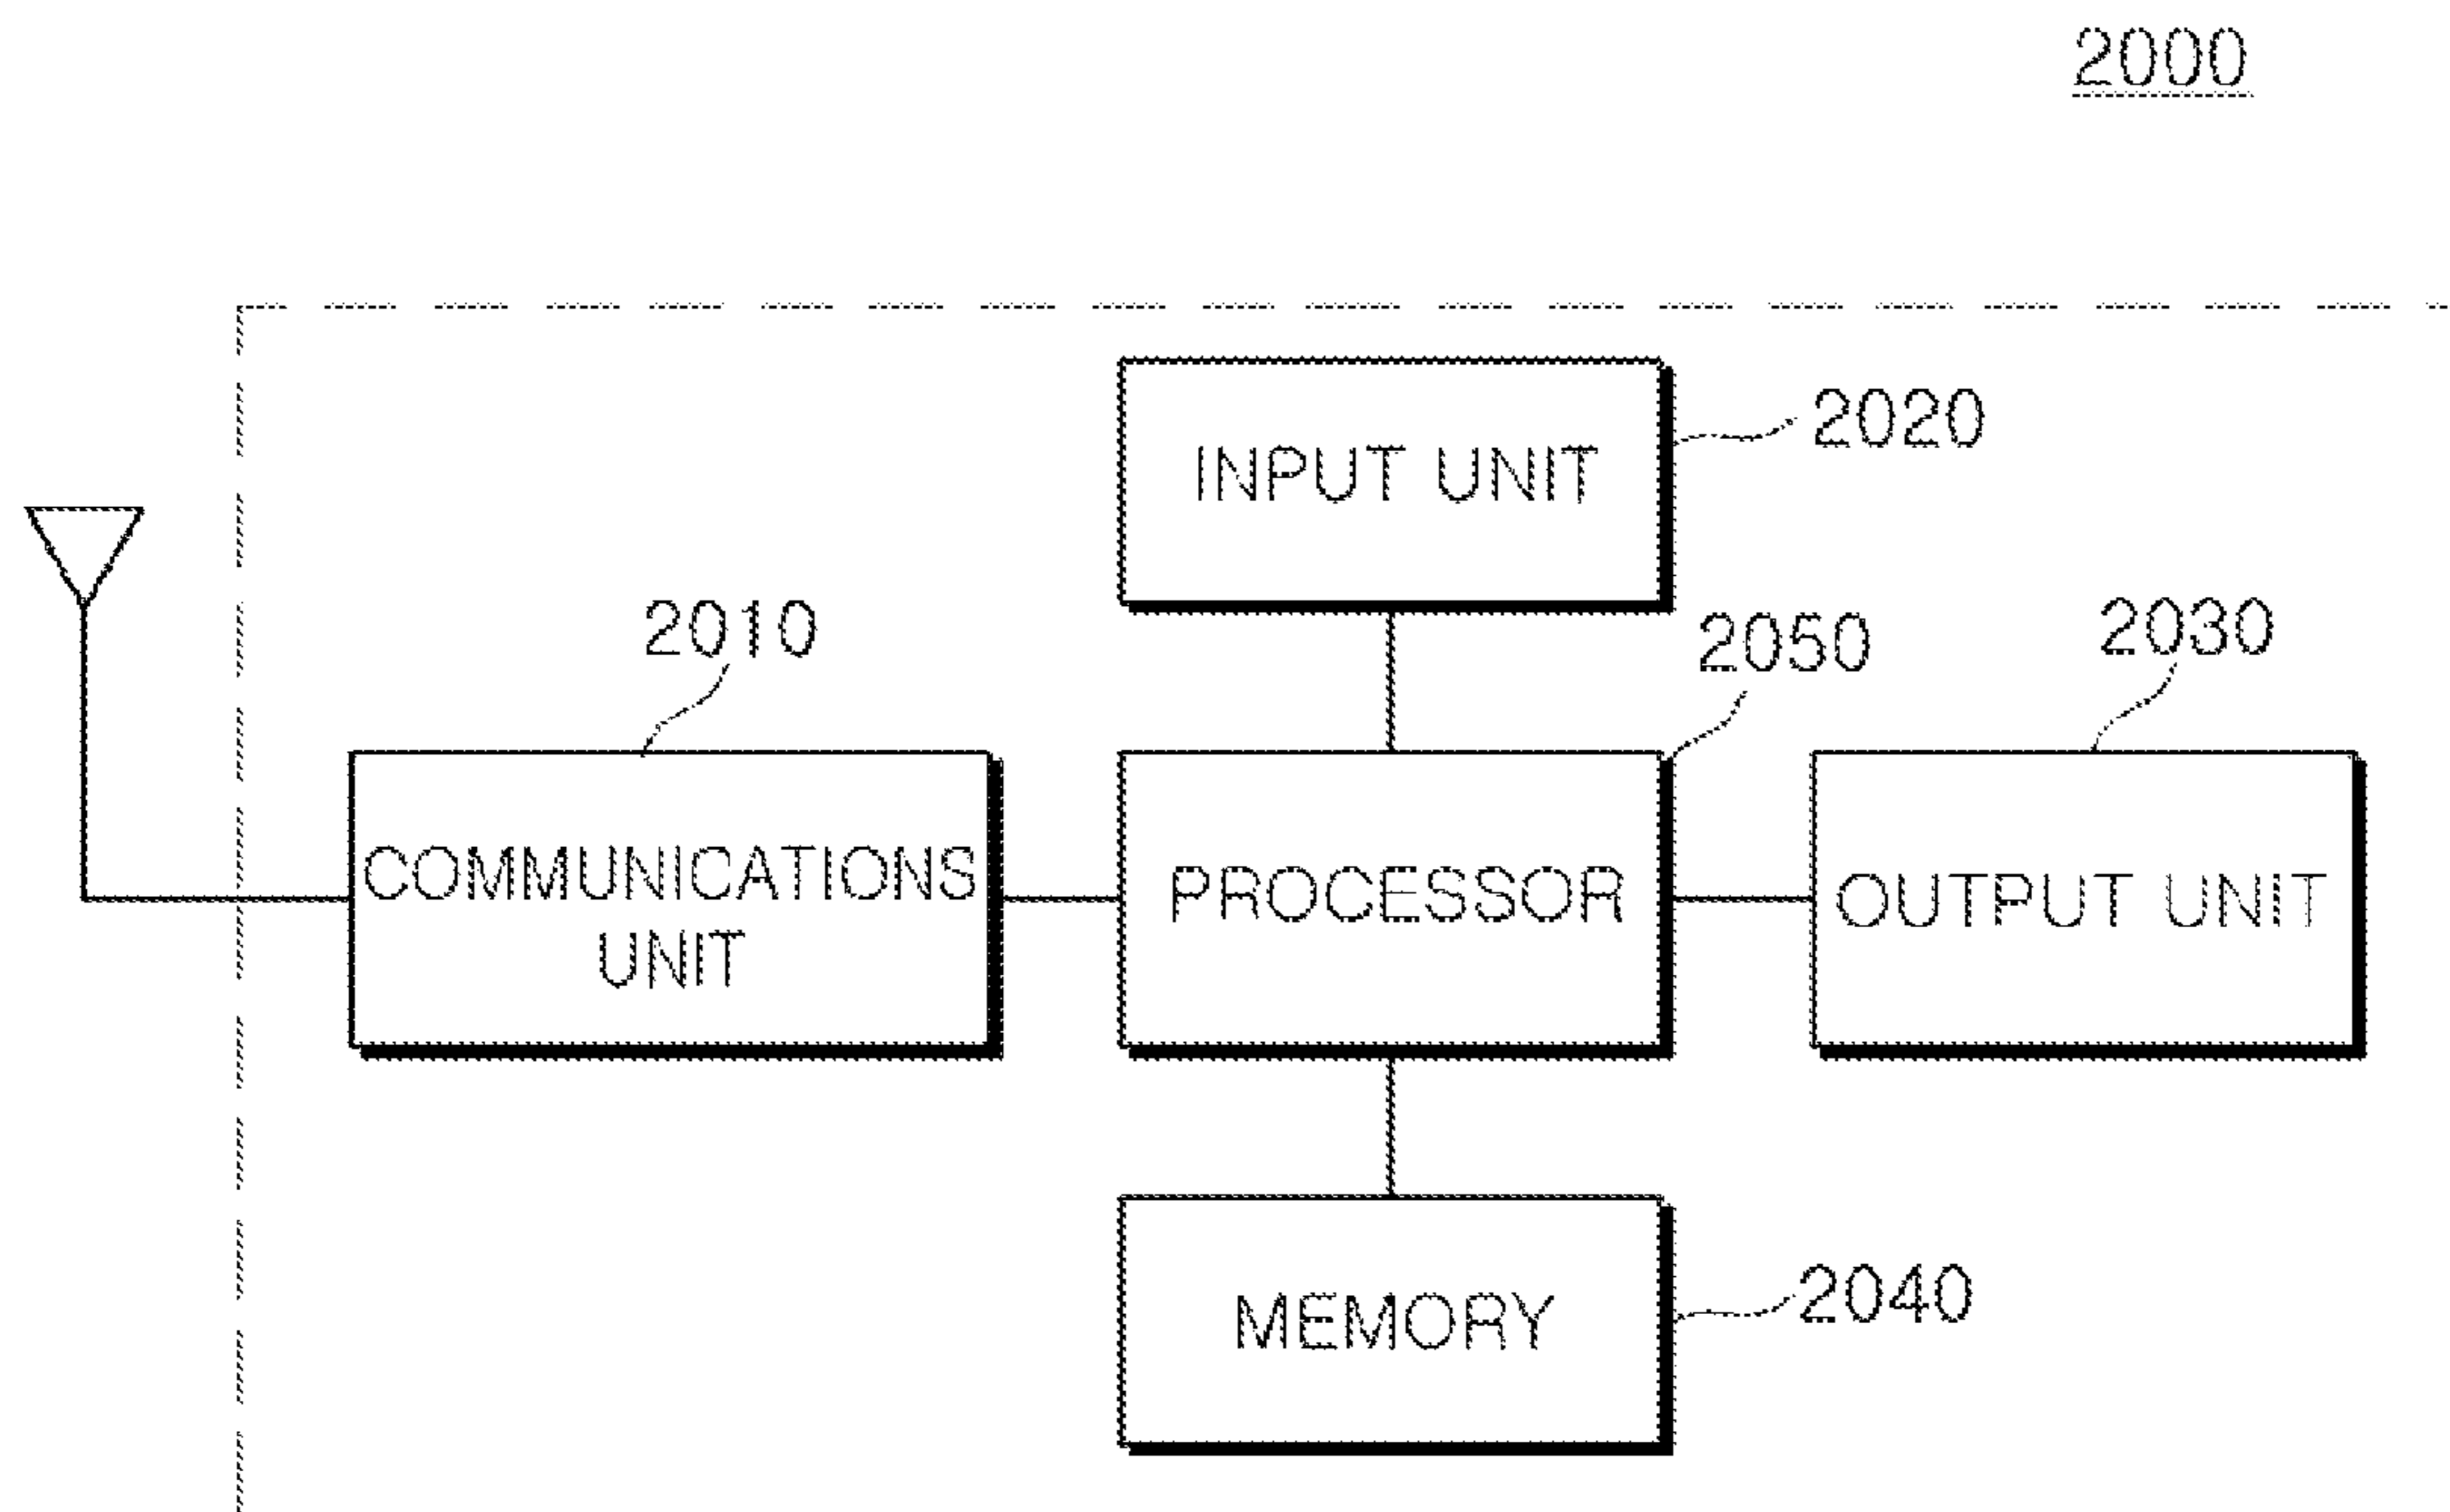 2000
INPUT UNIT
2020
2010
2050
2030
COMMUNICATIONS
UNIT
PROCESSOR
OUTPUT UNIT
MEMORY
2040